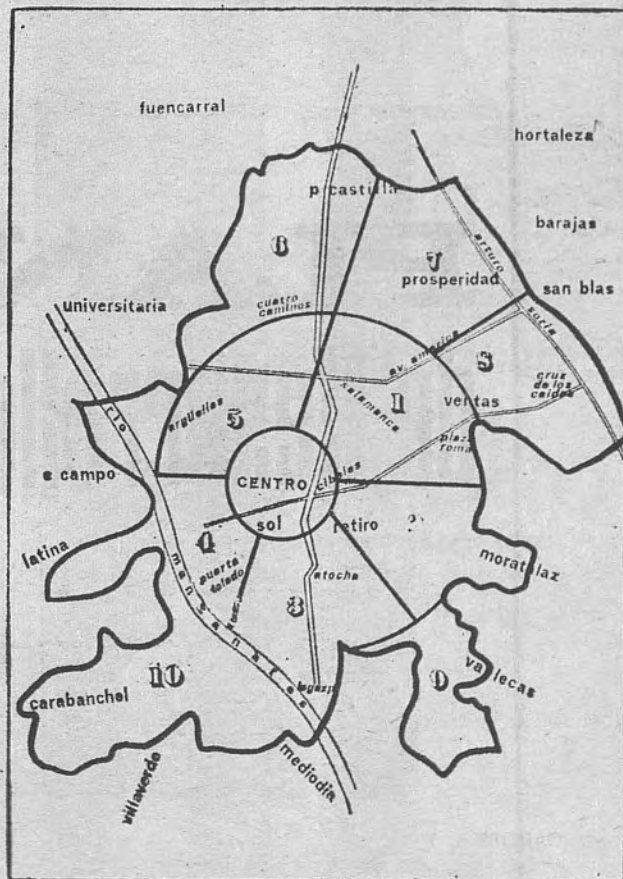 fuencarral
hortaleza
p. castilla
barajas
6
7
arturo
prosperidad
san blas
universitaria
cuatro
caminos
soria
av. america
8
cruz
de los
caidos
salamanca
1
ventas
argüelles
5
plaza
roma
rio
e campo
CENTRO
cibeles
sol
retiro
latina
4
puerta
toledo
atocha
moratalaz
manzanares
3
9
vallecas
10
legazpi
carabanchel
mediodia
villaverde